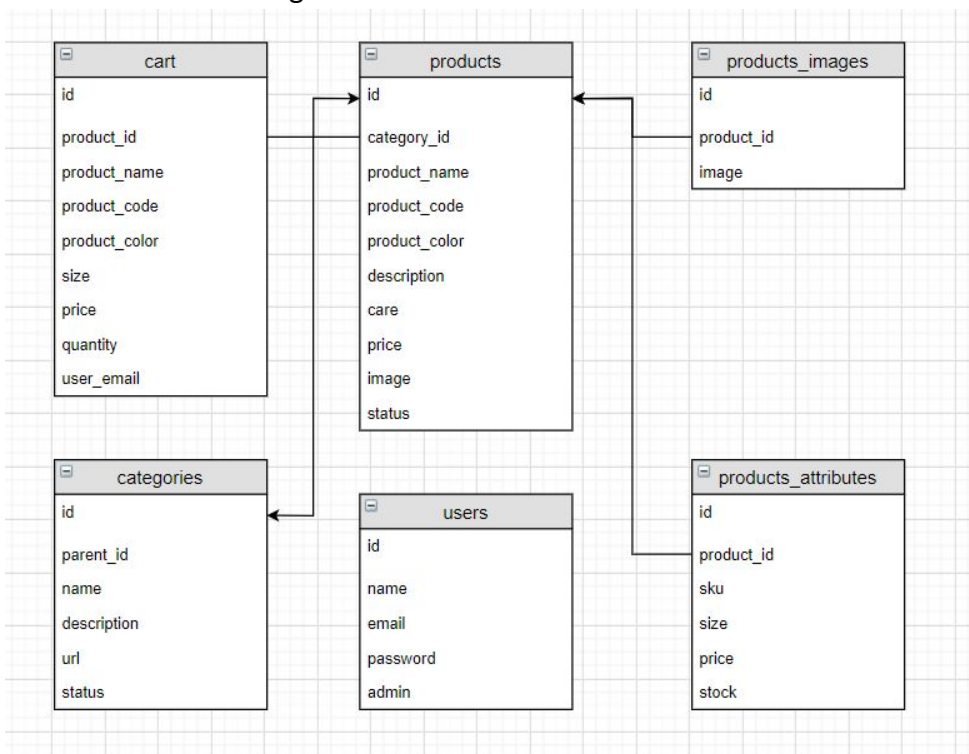 cart
id
product_id
product_name
product_code
product_color
size
price
quantity
user_email
products
id
category_id
product_name
product_code
product_color
description
care
price
image
status
products_images
id
product_id
image
categories
id
parent_id
name
description
url
status
users
id
name
email
password
admin
products_attributes
id
product_id
sku
size
price
stock